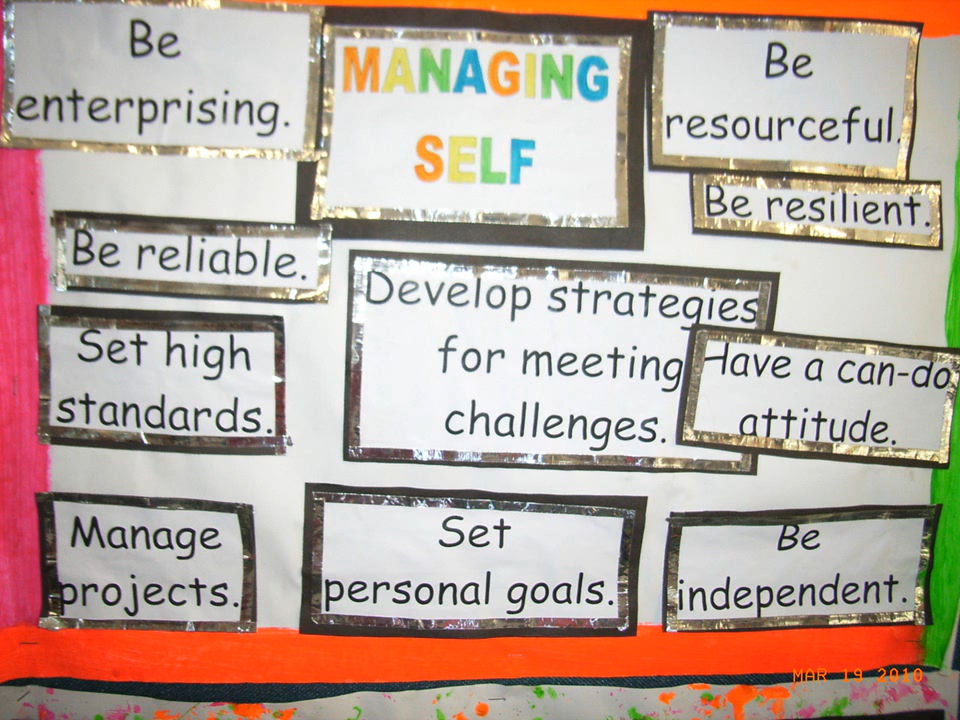 Be
enterprising.
MANAGING
SELF
Be
resourceful.
Be resilient.
Be reliable.
Develop strategies
for meeting
challenges.
Have a can-do
attitude.
Set high
standards.
Manage
projects.
Set
personal goals.
Be
independent.
MAR 19 2010